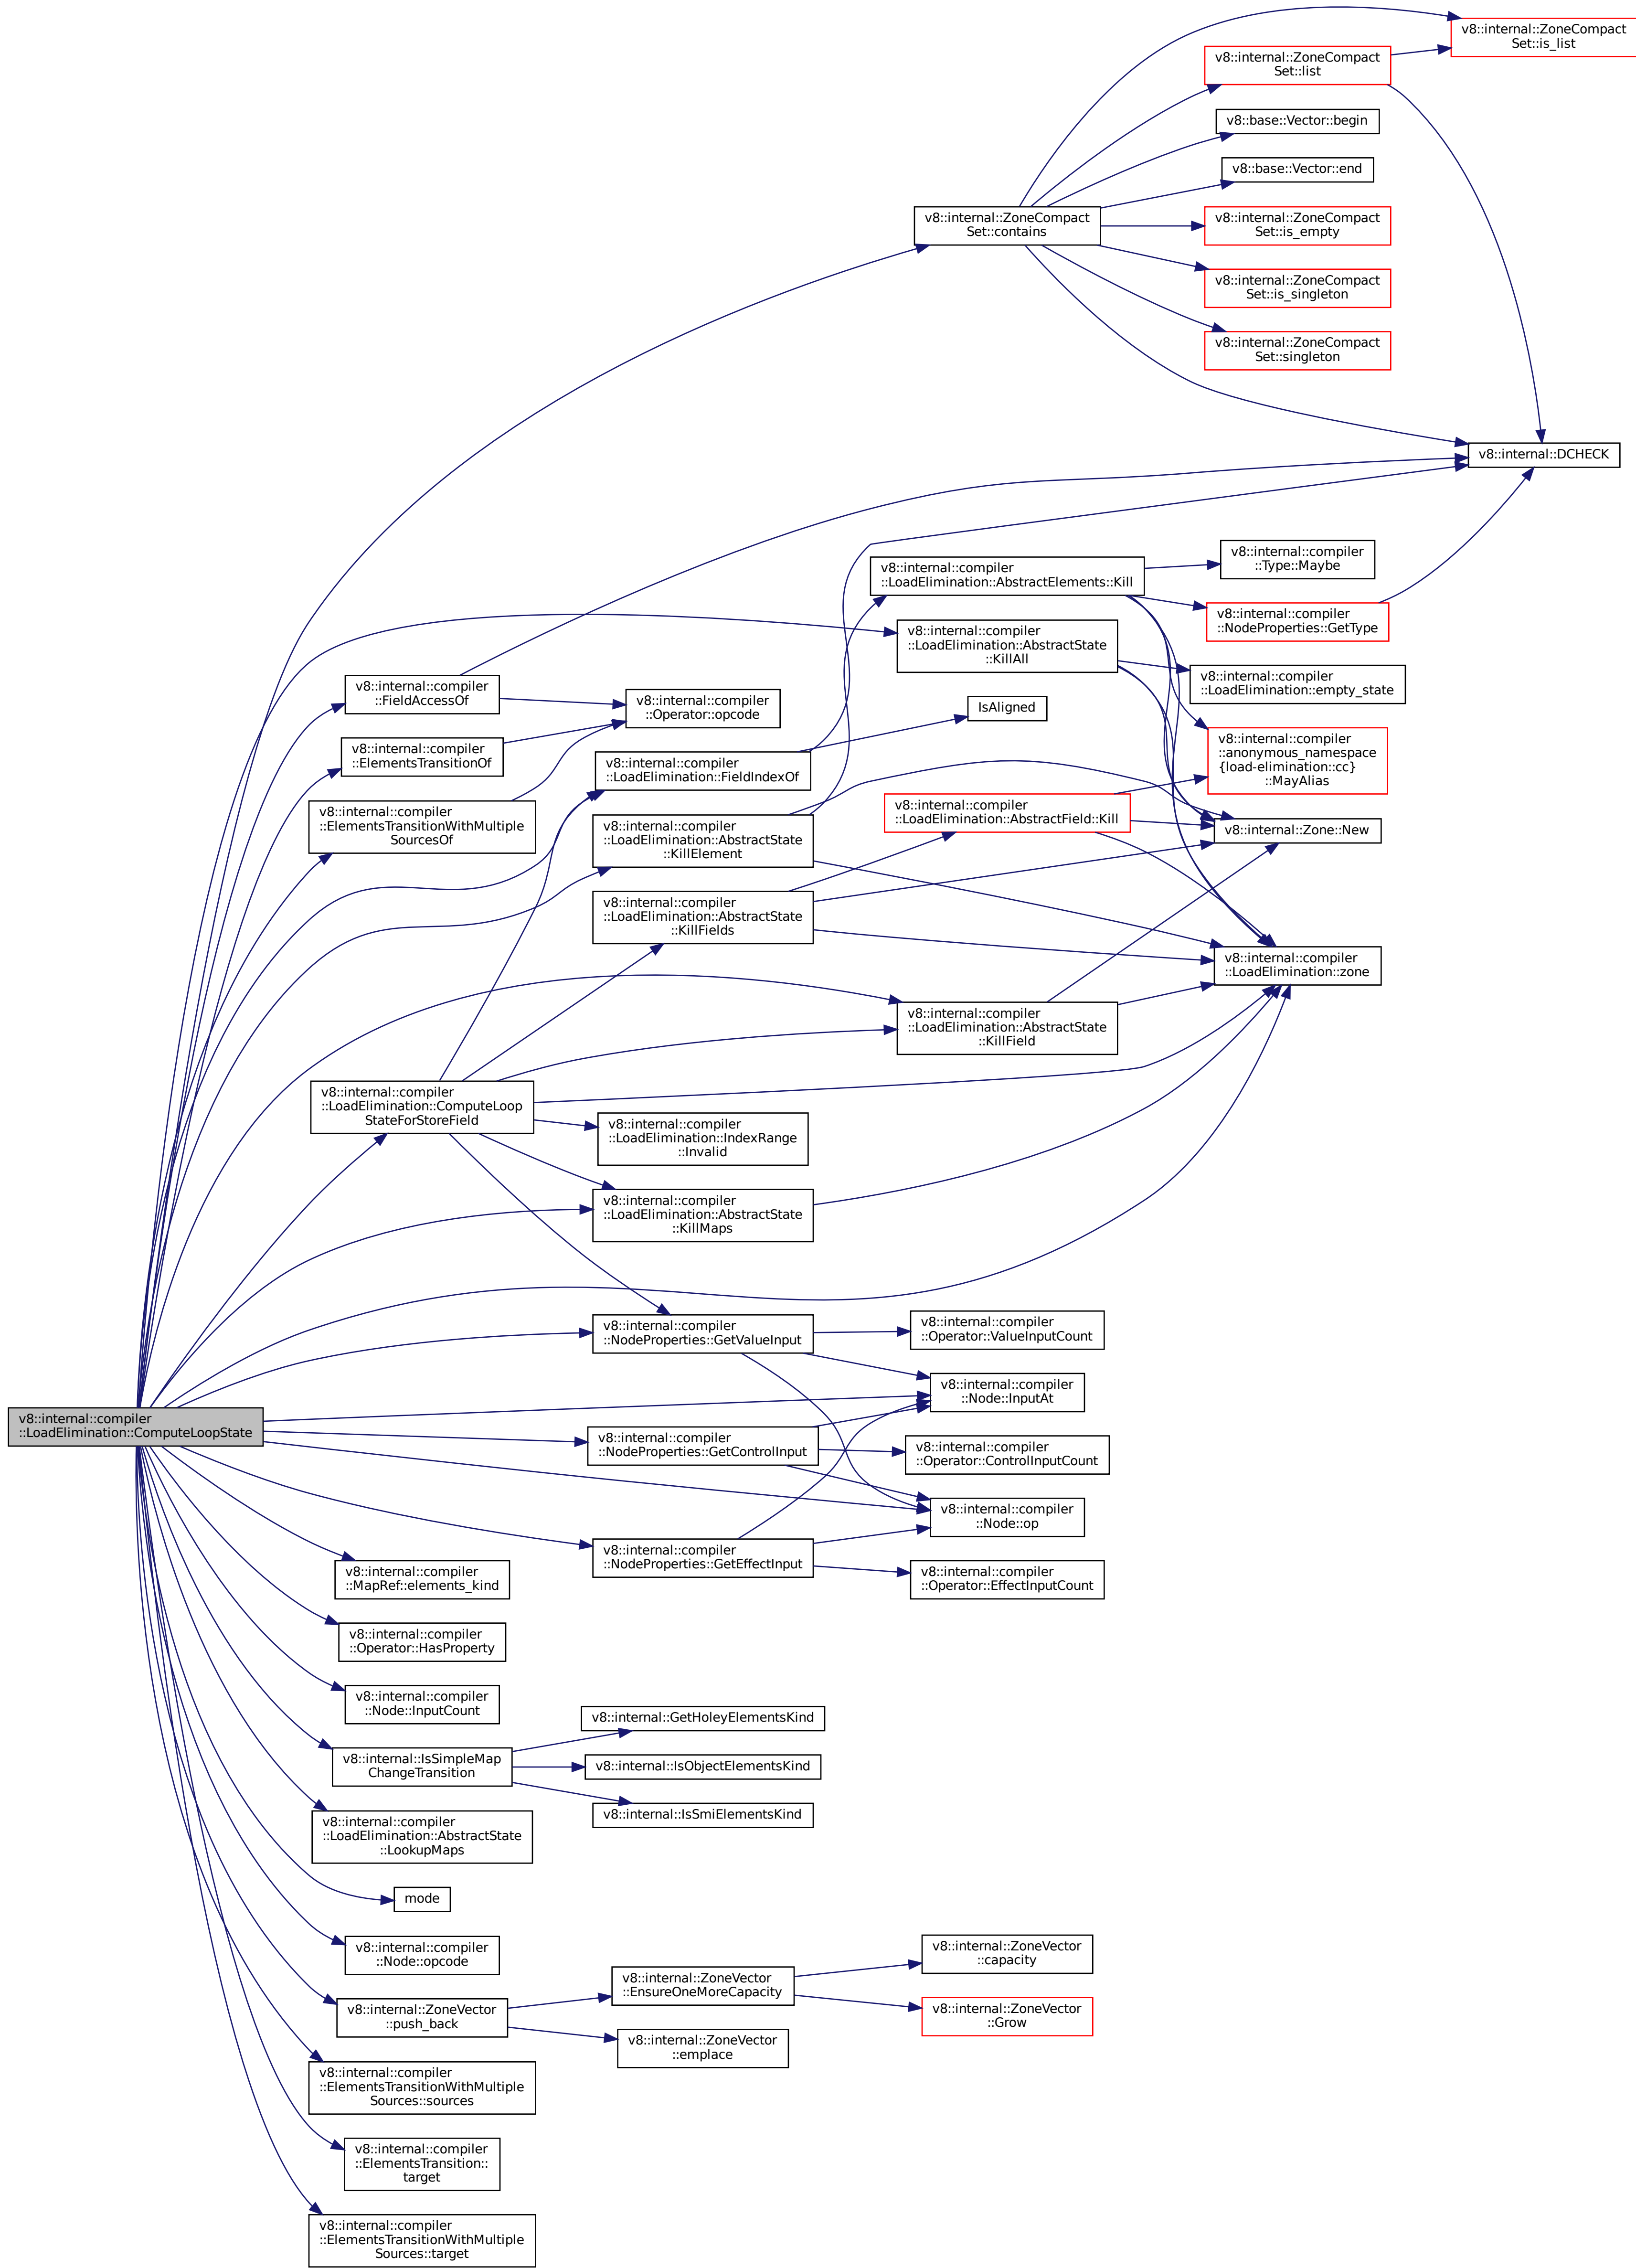 v8::internal::ZoneCompact
Set::is_list
v8::internal::ZoneCompact
Set::list
v8::base::Vector::begin
v8::base::Vector::end
v8::internal::ZoneCompact
Set::contains
v8::internal::ZoneCompact
Set::is_empty
v8::internal::ZoneCompact
Set::is_singleton
v8::internal::ZoneCompact
Set::singleton
v8::internal::DCHECK
v8::internal::compiler
::Type::Maybe
v8::internal::compiler
::LoadElimination::AbstractElements::Kill
v8::internal::compiler
::NodeProperties::GetType
v8::internal::compiler
::LoadElimination::AbstractState
::KillAll
v8::internal::compiler
::LoadElimination::empty_state
v8::internal::compiler
::FieldAccessOf
v8::internal::compiler
::Operator::opcode
IsAligned
v8::internal::compiler
::ElementsTransitionOf
v8::internal::compiler
::LoadElimination::FieldIndexOf
v8::internal::compiler
::anonymous_namespace
{load-elimination::cc}
::MayAlias
v8::internal::compiler
::ElementsTransitionWithMultiple
SourcesOf
v8::internal::compiler
::LoadElimination::AbstractState
::KillElement
v8::internal::compiler
::LoadElimination::AbstractField::Kill
v8::internal::Zone::New
v8::internal::compiler
::LoadElimination::AbstractState
::KillFields
v8::internal::compiler
::LoadElimination::zone
v8::internal::compiler
::LoadElimination::AbstractState
::KillField
v8::internal::compiler
::LoadElimination::ComputeLoop
StateForStoreField
v8::internal::compiler
::LoadElimination::IndexRange
::Invalid
v8::internal::compiler
::LoadElimination::AbstractState
::KillMaps
v8::internal::compiler
::NodeProperties::GetValueInput
v8::internal::compiler
::Operator::ValueInputCount
v8::internal::compiler
::Node::InputAt
v8::internal::compiler
::LoadElimination::ComputeLoopState
v8::internal::compiler
::NodeProperties::GetControlInput
v8::internal::compiler
::Operator::ControlInputCount
v8::internal::compiler
::Node::op
v8::internal::compiler
::NodeProperties::GetEffectInput
v8::internal::compiler
::Operator::EffectInputCount
v8::internal::compiler
::MapRef::elements_kind
v8::internal::compiler
::Operator::HasProperty
v8::internal::compiler
::Node::InputCount
v8::internal::GetHoleyElementsKind
v8::internal::IsSimpleMap
ChangeTransition
v8::internal::IsObjectElementsKind
v8::internal::IsSmiElementsKind
v8::internal::compiler
::LoadElimination::AbstractState
::LookupMaps
mode
v8::internal::compiler
::Node::opcode
v8::internal::ZoneVector
::capacity
v8::internal::ZoneVector
::EnsureOneMoreCapacity
v8::internal::ZoneVector
::push_back
v8::internal::ZoneVector
::Grow
v8::internal::ZoneVector
::emplace
v8::internal::compiler
::ElementsTransitionWithMultiple
Sources::sources
v8::internal::compiler
::ElementsTransition::
target
v8::internal::compiler
::ElementsTransitionWithMultiple
Sources::target